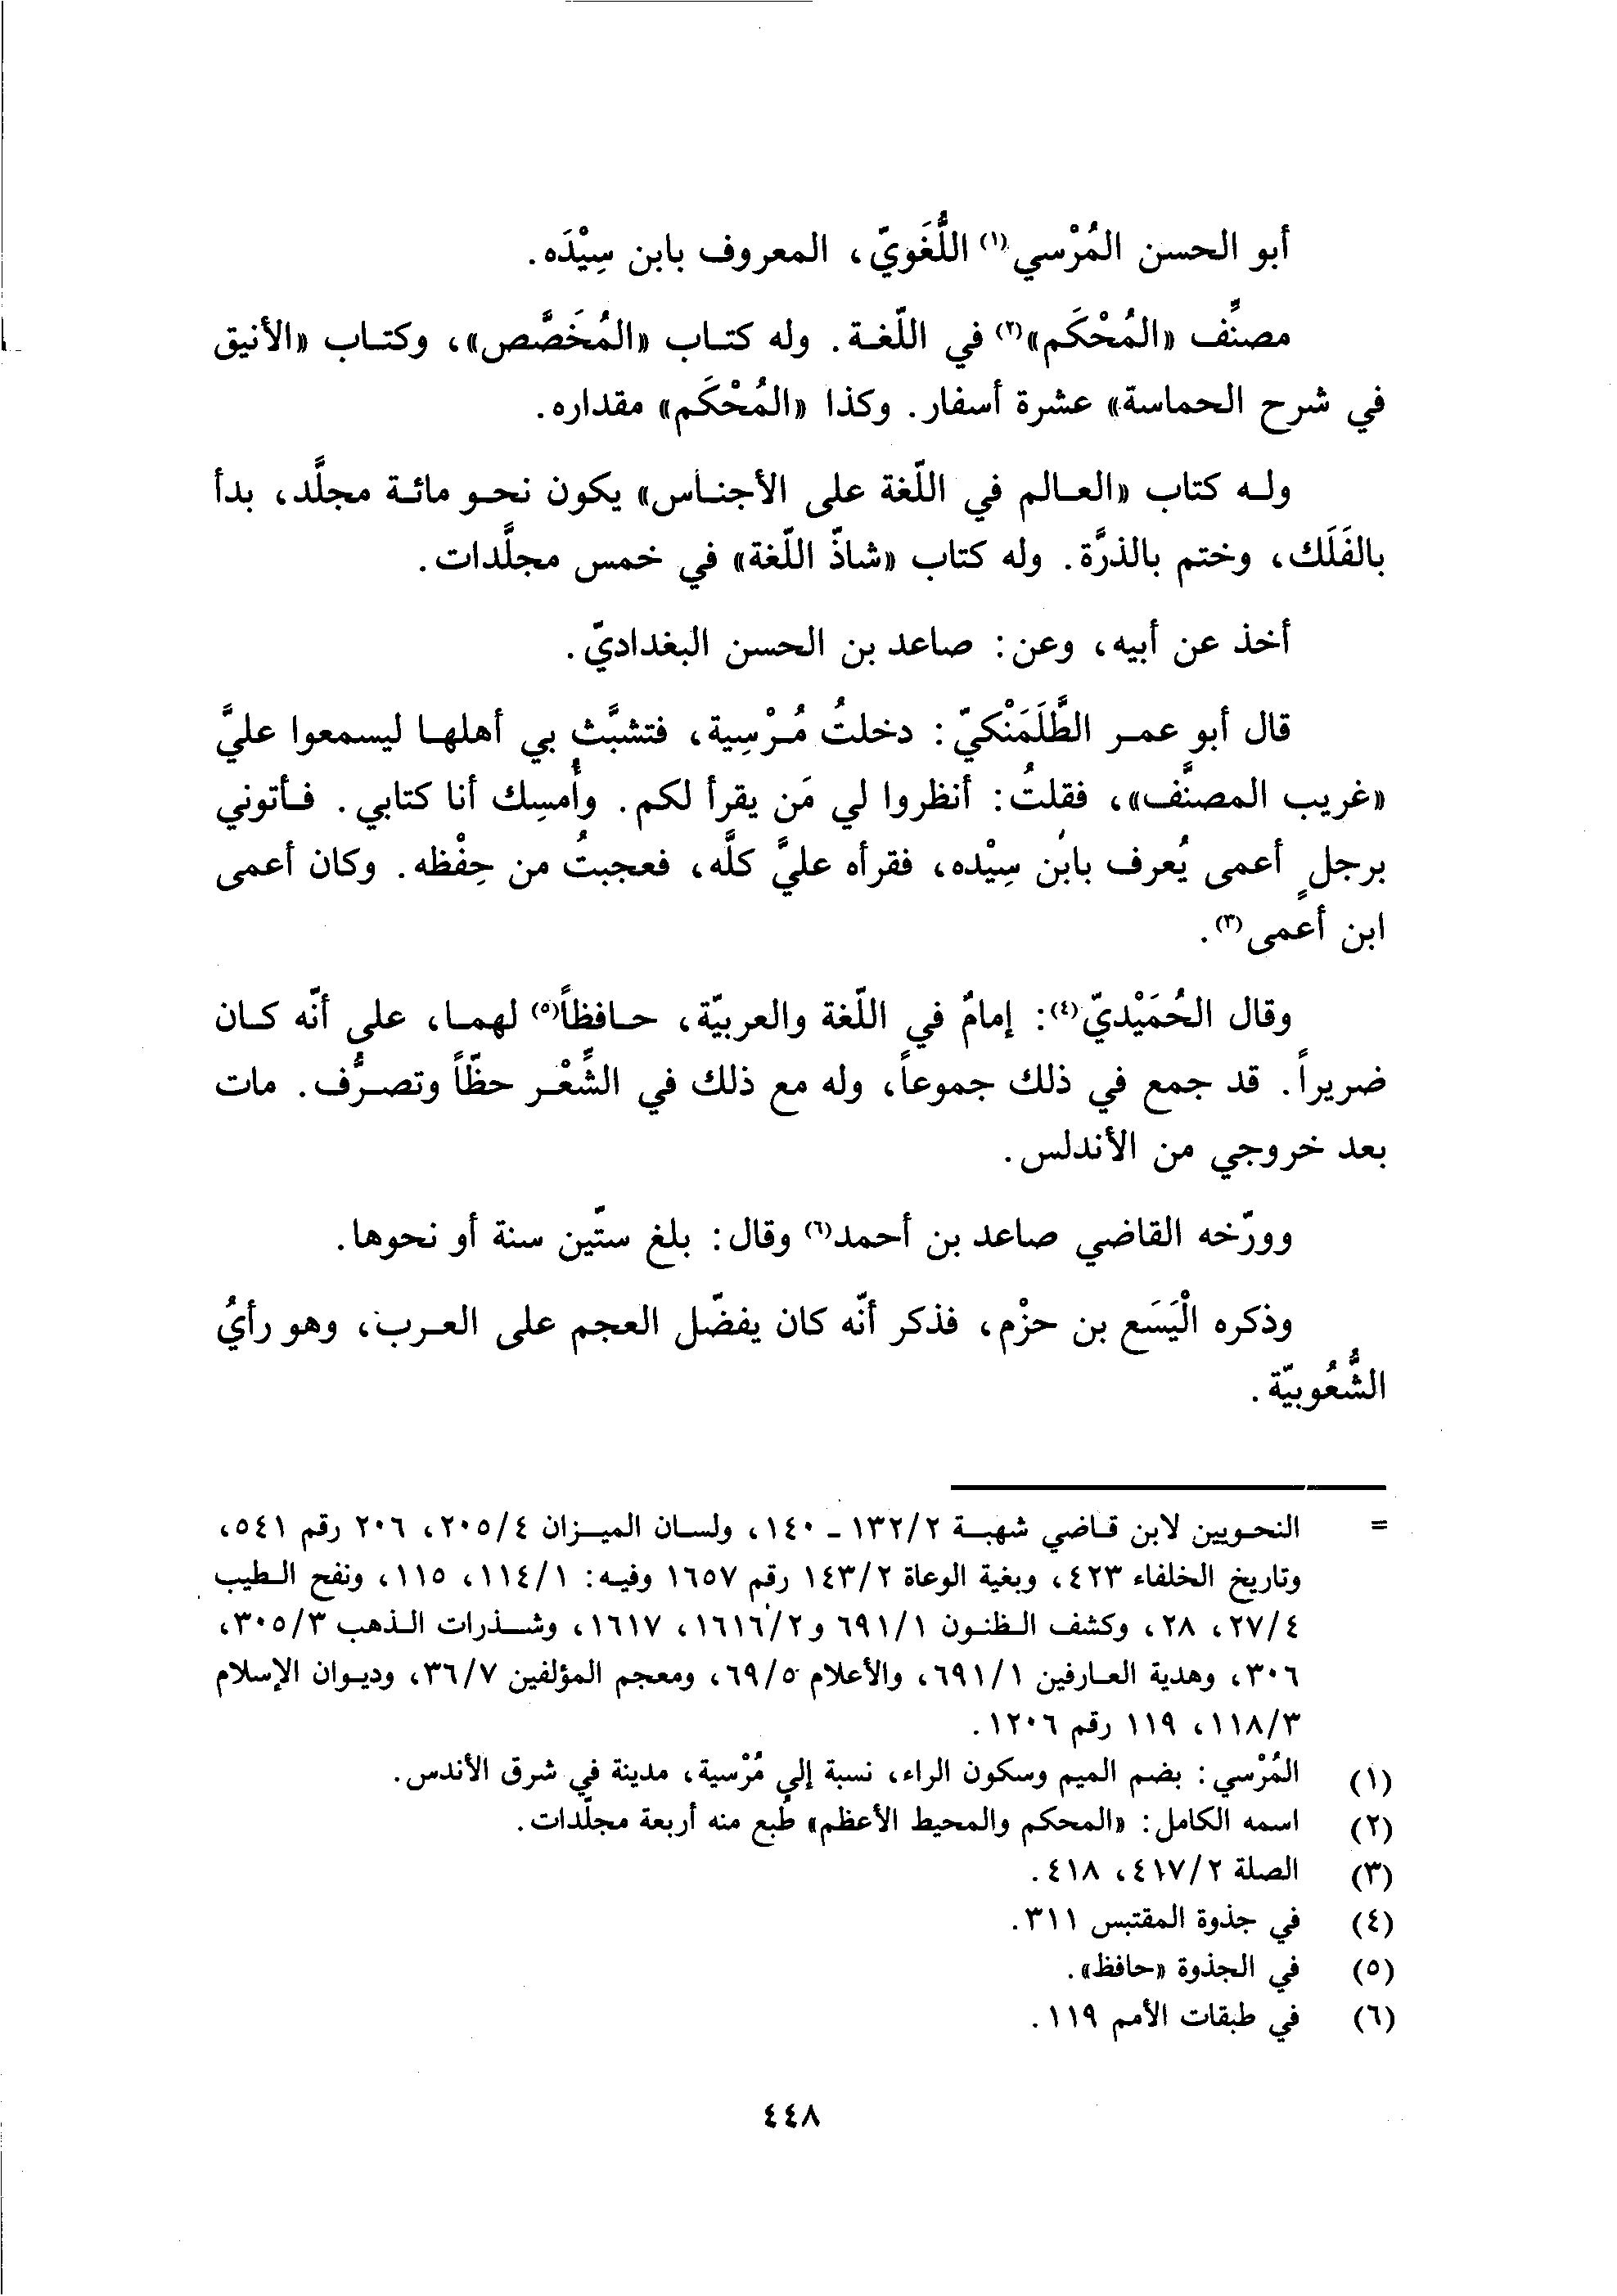 أبو الحسن المُرْسي(١) اللُّغَويّ، المعروف بابن سِيْدَه.
مصنِّف «المُحْكَم»(٢) في اللّغة. وله كتاب «المُخَصَّص»، وكتاب «الأنيق
في شرح الحماسة» عشرة أسفار. وكذا «المُحْكَم» مقداره.
وله كتاب «العالم في اللّغة على الأجناس» يكون نحو مائة مجلَّد، بدأ
بالفَلَك، وختم بالذرَّة. وله كتاب «شاذّ اللّغة» في خمس مجلَّدات.
أخذ عن أبيه، وعن: صاعد بن الحسن البغداديّ.
قال أبو عمر الطَّلَمَنْكيّ: دخلتُ مُرْسِية، فتشبَّث بي أهلها ليسمعوا عليَّ
«غريب المصنَّف»، فقلتُ: أنظروا لي مَن يقرأ لكم. وأُمسِك أنا كتابي. فأتوني
برجلٍ أعمى يُعرف بابن سِيْده، فقرأه عليَّ كلَّه، فعجبتُ من حِفْظه. وكان أعمى
ابن أعمى(٣).
وقال الحُمَيْديّ(٤): إمامٌ في اللّغة والعربيّة، حافظاً(٥) لهما، على أنّه كان
ضريراً. قد جمع في ذلك جموعاً، وله مع ذلك في الشِّعْر حظّاً وتصرُّف. مات
بعد خروجي من الأندلس.
وورّخه القاضي صاعد بن أحمد(٦) وقال: بلغ ستّين سنة أو نحوها.
وذكره الْيَسَع بن حزْم، فذكر أنّه كان يفضّل العجم على العرب، وهو رأيُ
الشُّعُوبيّة.
= النحويين لابن قاضي شهبة ١٣٢/٢ - ١٤٠، ولسان الميزان ٢٠٥/٤، ٢٠٦ رقم ٥٤١،
وتاريخ الخلفاء ٤٢٣، وبغية الوعاة ١٤٣/٢ رقم ١٦٥٧ وفيه: ١١٤/١، ١١٥، ونفح الطيب
٢٧/٤، ٢٨، وكشف الظنون ٦٩١/١ و١٦١٦/٢، ١٦١٧، وشذرات الذهب ٣٠٥/٣،
٣٠٦، وهدية العارفين ٦٩١/١، والأعلام ٦٩/٥، ومعجم المؤلفين ٣٦/٧، وديوان الإسلام
١١٨/٣، ١١٩ رقم ١٢٠٦.
(١) المُرْسي: بضم الميم وسكون الراء، نسبة إلى مُرْسية، مدينة في شرق الأندس.
(٢) اسمه الكامل: «المحكم والمحيط الأعظم» طُبع منه أربعة مجلّدات.
(٣) الصلة ٤١٧/٢، ٤١٨.
(٤) في جذوة المقتبس ٣١١.
(٥) في الجذوة «حافظ».
(٦) في طبقات الأمم ١١٩.
٤٤٨